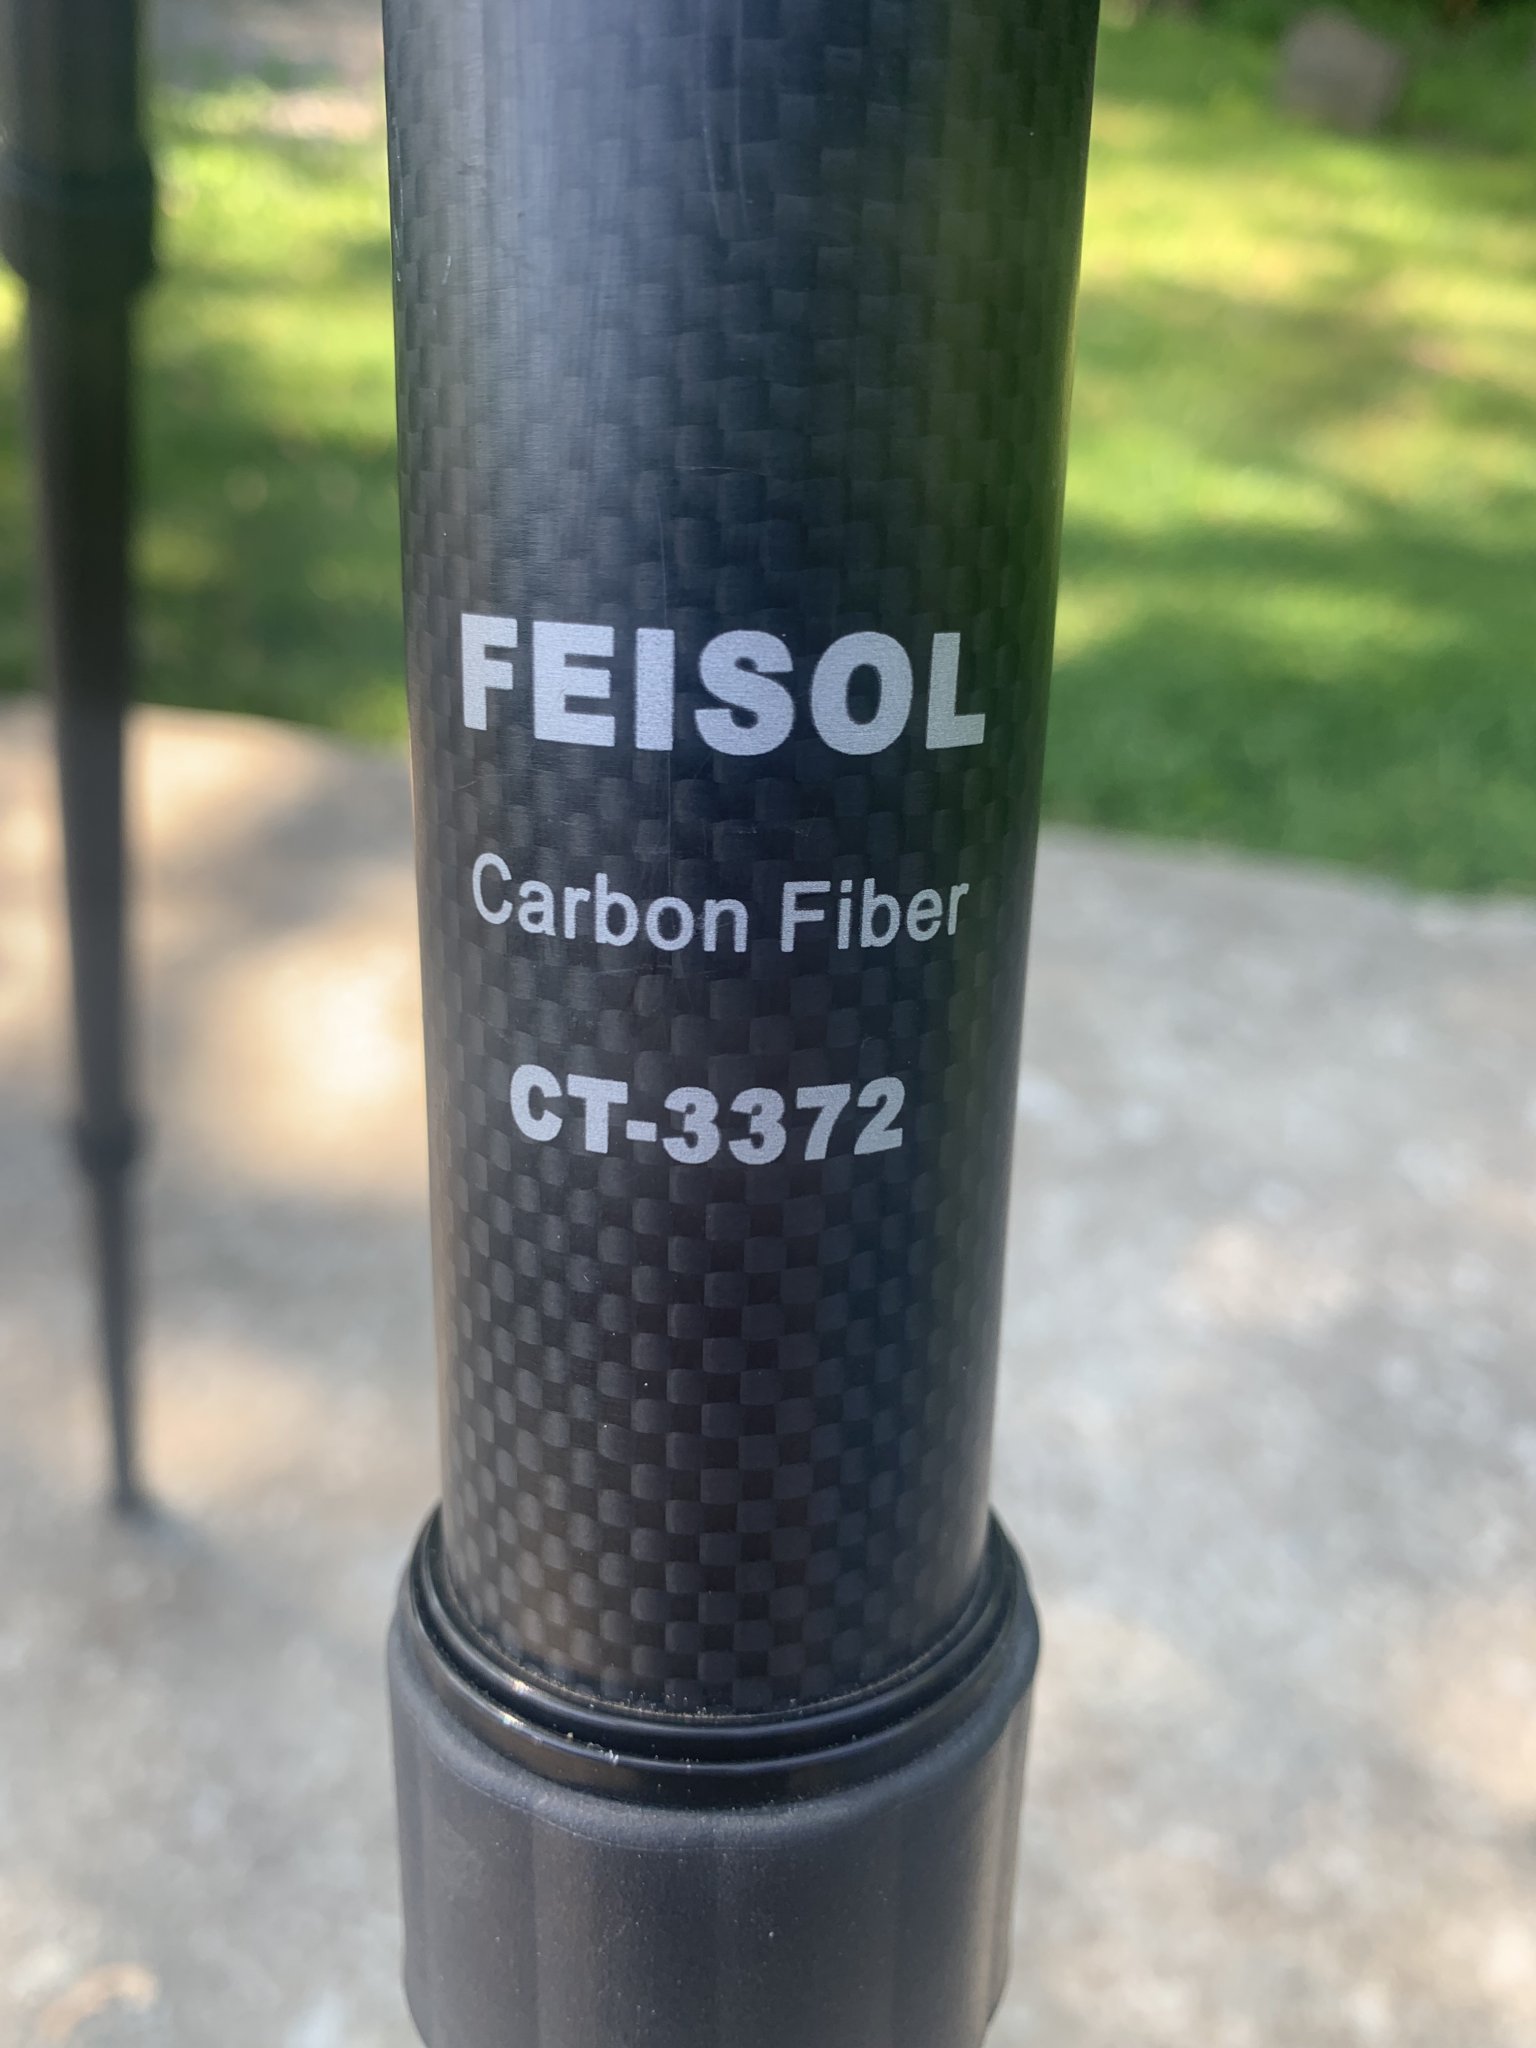 FEISOL
Carbon Fiber
CT-3372